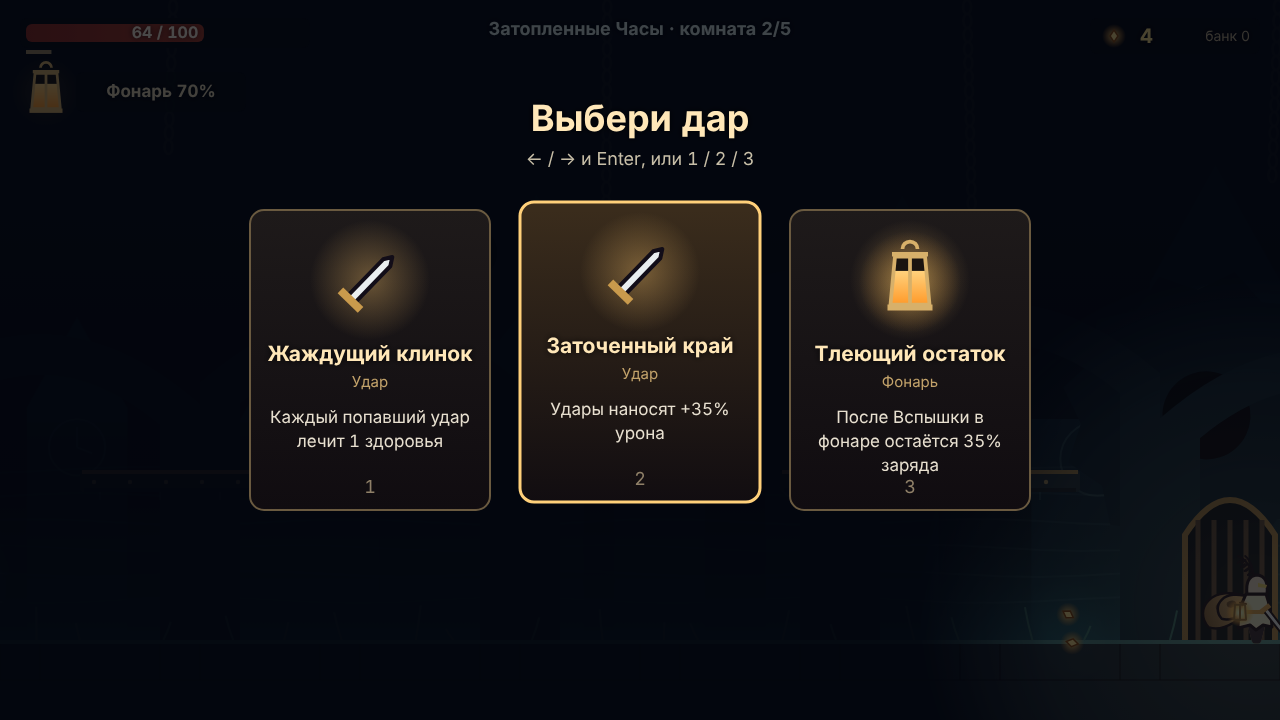 64 / 100
Затопленные Часы · комната 2/5
4
банк 0
Фонарь 70%
Выбери дар
← / → и Enter, или 1 / 2 / 3
Жаждущий клинок
Удар
Каждый попавший удар
лечит 1 здоровья
1
Заточенный край
Удар
Удары наносят +35%
урона
2
Тлеющий остаток
Фонарь
После Вспышки в
фонаре остаётся 35%
заряда
3